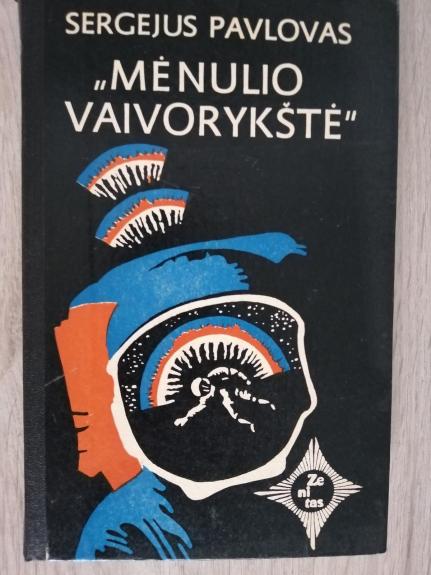 SERGEJUS PAVLOVAS
„MĖNULIO
VAIVORYKŠTĖ"
Ze
ni
tas